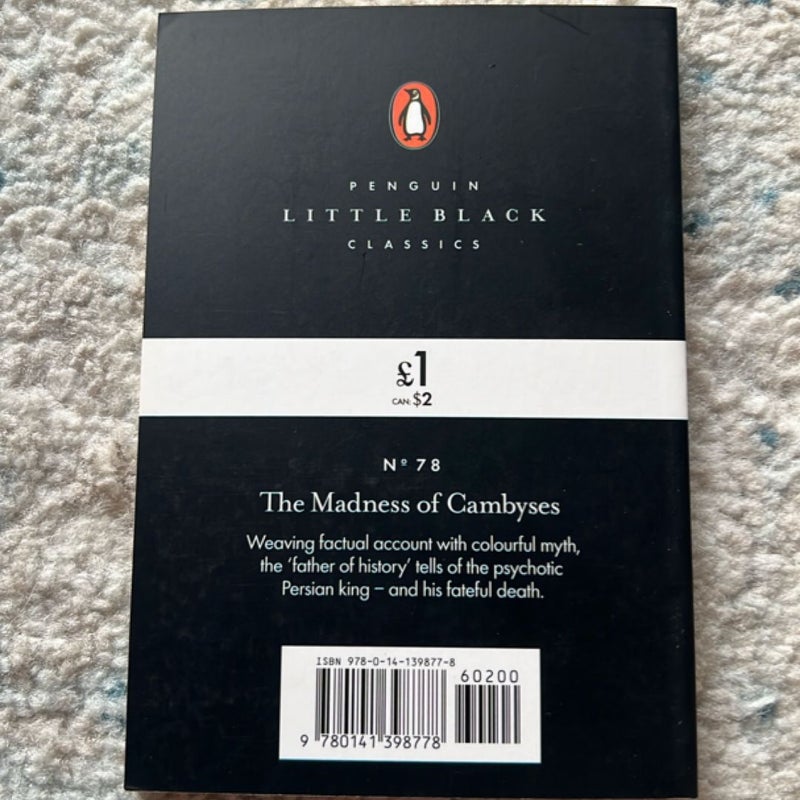 PENGUIN
LITTLE BLACK
CLASSICS
£1
CAN: $2
Nº 78
The Madness of Cambyses
Weaving factual account with colourful myth,
the ‘father of history’ tells of the psychotic
Persian king – and his fateful death.
ISBN 978-0-14-139877-8
60200
9 780141 398778